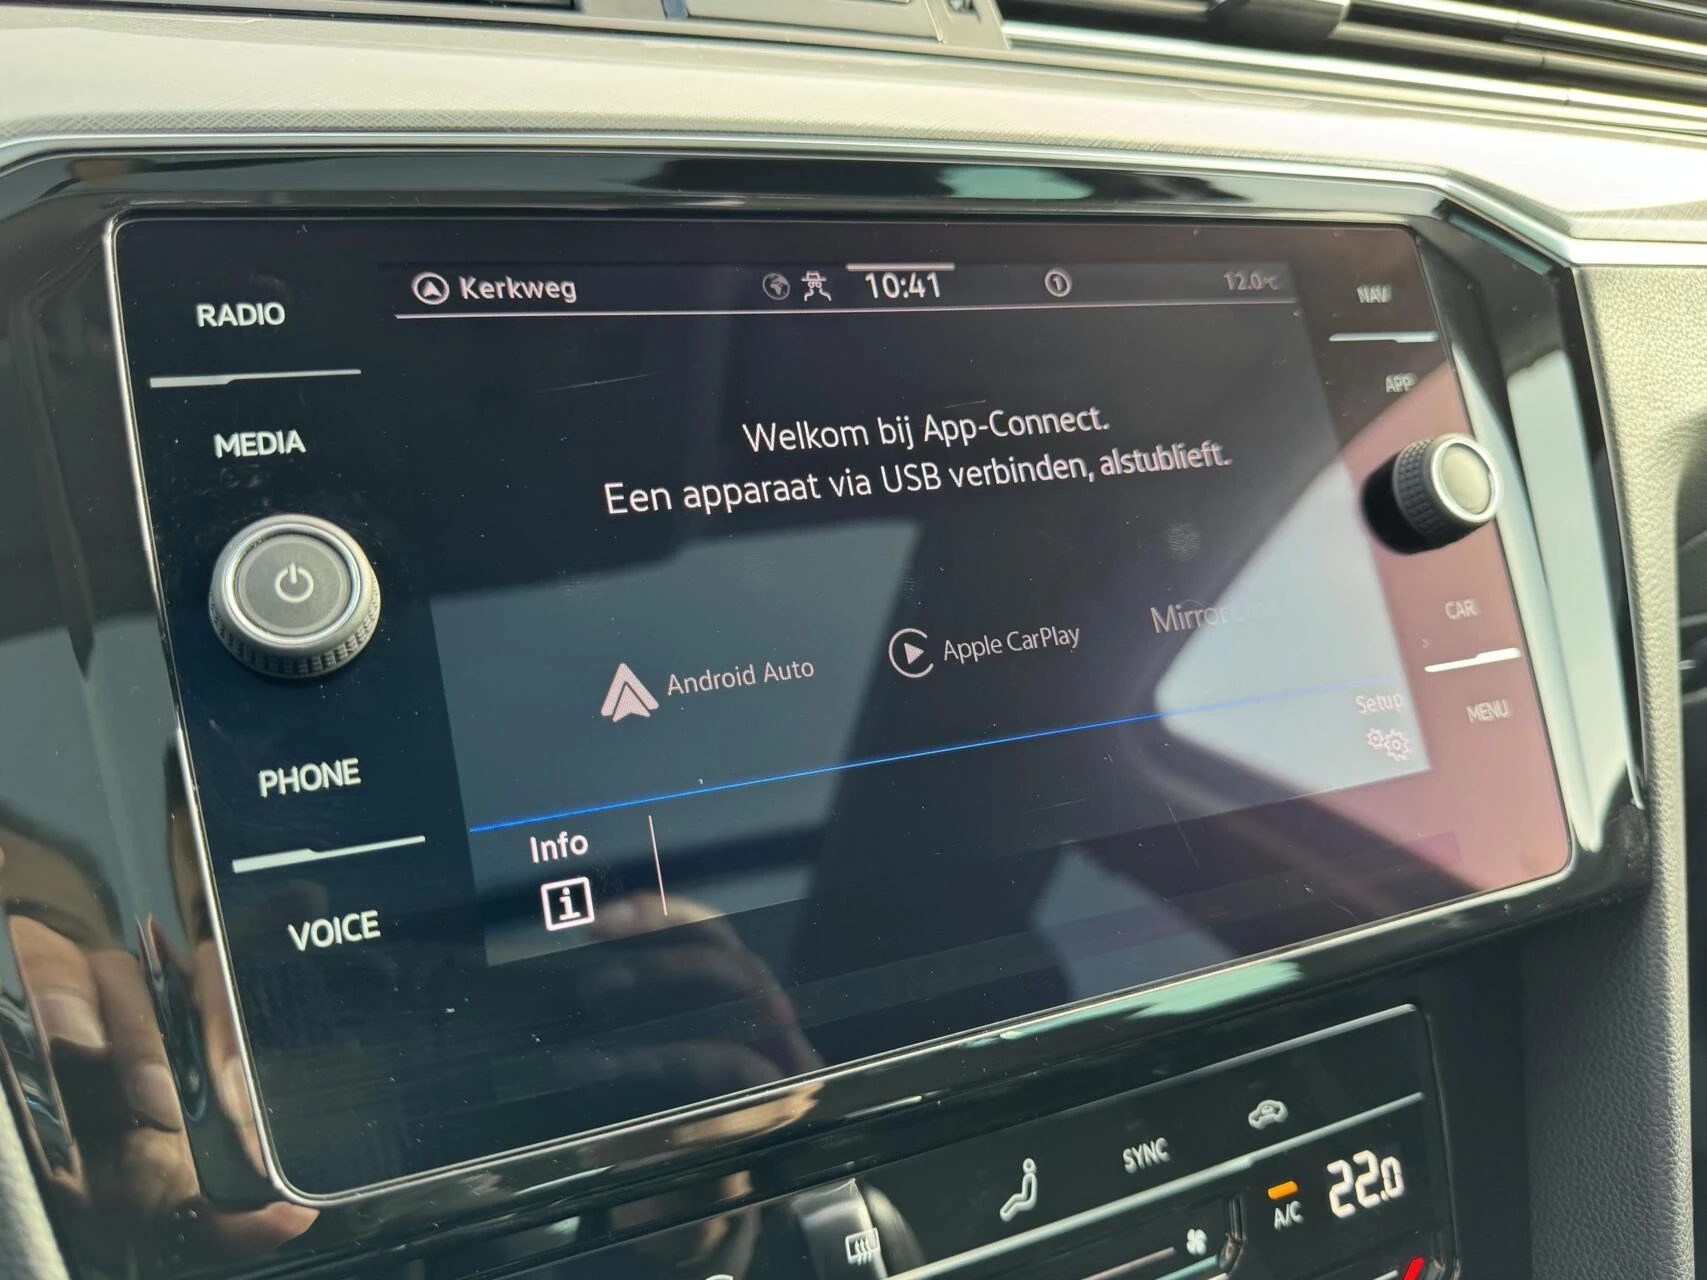 RADIO
MEDIA
PHONE
VOICE
Kerkweg
10:41
1
12.0°C
Welkom bij App-Connect.
Een apparaat via USB verbinden, alstublieft.
Android Auto
Apple CarPlay
Info
i
Setup
NAV
APP
CAR
MENU
SYNC
A/C
22.0